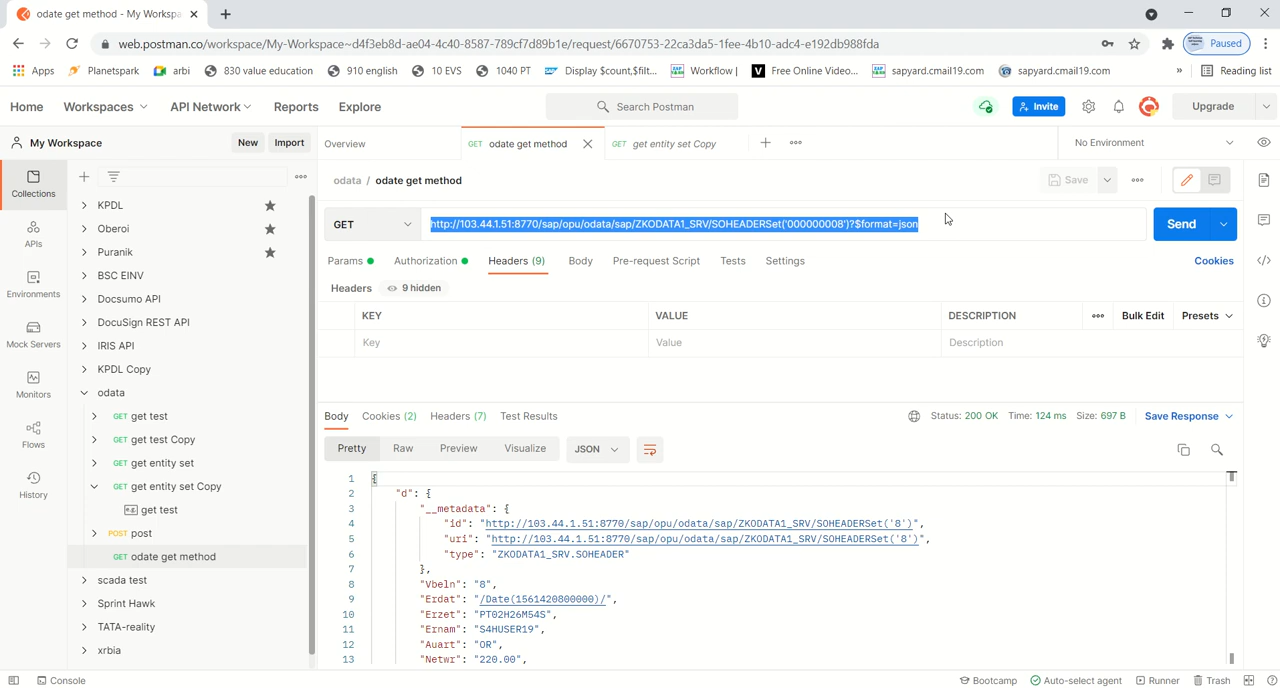 odate get method - My Workspac
web.postman.co/workspace/My-Workspace~d4f3eb8d-ae04-4c40-8587-789cf7d89b1e/request/6670753-22ca3da5-1fee-4b10-adc4-e192db988fda
Paused
Apps Planetspark arbi 830 value education 910 english 10 EVS 1040 PT Display $count,$filt... Workflow | Free Online Video... sapyard.cmail19.com sapyard.cmail19.com » Reading list
Home Workspaces API Network Reports Explore Search Postman Invite Upgrade
My Workspace New Import Overview GET odate get method GET get entity set Copy No Environment
Collections
APIs
Environments
Mock Servers
Monitors
Flows
History
KPDL
Oberoi
Puranik
BSC EINV
Docsumo API
DocuSign REST API
IRIS API
KPDL Copy
odata
GET get test
GET get test Copy
GET get entity set
GET get entity set Copy
e.g. get test
POST post
GET odate get method
scada test
Sprint Hawk
TATA-reality
xrbia
odata / odate get method Save
GET http://103.44.1.51:8770/sap/opu/odata/sap/ZKODATA1_SRV/SOHEADERSet('000000008')?$format=json Send
Params Authorization Headers (9) Body Pre-request Script Tests Settings Cookies
Headers 9 hidden
KEY VALUE DESCRIPTION Bulk Edit Presets
Key Value Description
Body Cookies (2) Headers (7) Test Results Status: 200 OK Time: 124 ms Size: 697 B Save Response
Pretty Raw Preview Visualize JSON
1 {
2 "d": {
3 "__metadata": {
4 "id": "http://103.44.1.51:8770/sap/opu/odata/sap/ZKODATA1_SRV/SOHEADERSet('8')",
5 "uri": "http://103.44.1.51:8770/sap/opu/odata/sap/ZKODATA1_SRV/SOHEADERSet('8')",
6 "type": "ZKODATA1_SRV.SOHEADER"
7 },
8 "Vbeln": "8",
9 "Erdat": "/Date(1561420800000)/",
10 "Erzet": "PT02H26M54S",
11 "Ernam": "S4HUSER19",
12 "Auart": "OR",
13 "Netwr": "220.00",
Console Bootcamp Auto-select agent Runner Trash